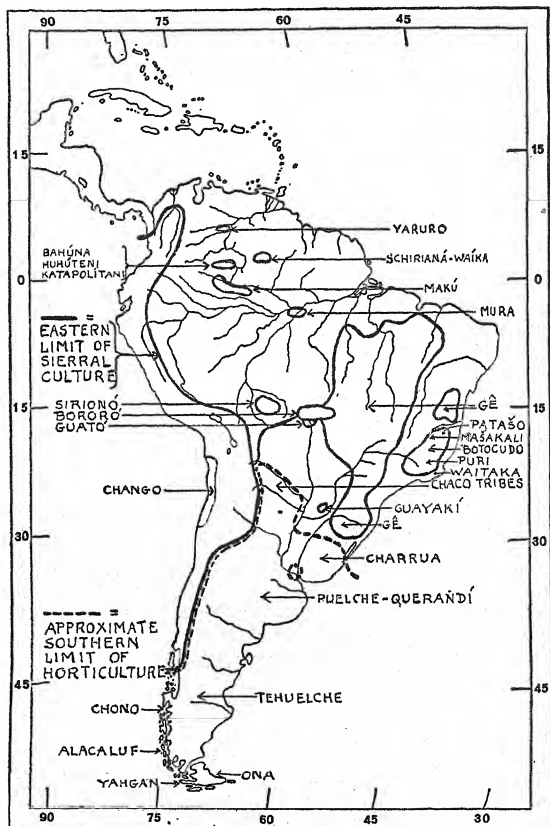 90 75 60 45
15 15
YARURO
BAHÚNA
HUHÚTENI
KATAPOLÍTANI
SCHIRIANÁ-WAÍKA
0 0
MAKÚ
MURA
=
EASTERN
LIMIT OF
SIERRAL
CULTURE
SIRIONÓ
BORORO
GUATO
15 15
GÊ
PATAŠO
MAŠAKALI
BOTOCUDO
PURI
WAITAKA
CHACO TRIBES
CHANGO
GUAYAKÍ
GÊ
30 30
CHARRUA
PUELCHE-QUERANDÍ
=
APPROXIMATE
SOUTHERN
LIMIT OF
HORTICULTURE
45 45
TEHUELCHE
CHONO
ALACALUF
ONA
YAHGAN
90 75 60 45 30